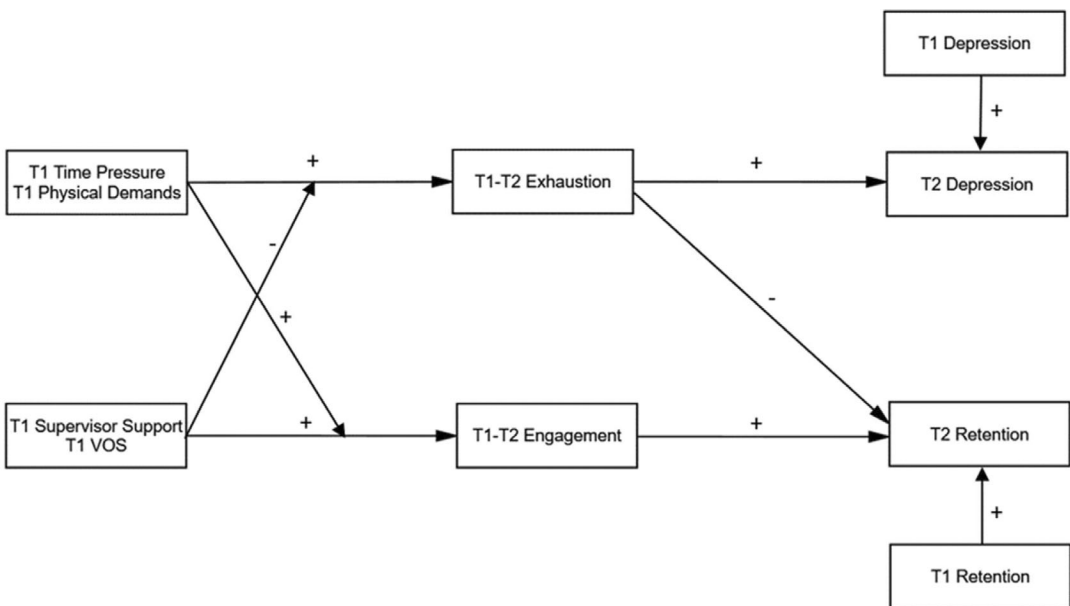 T1 Depression
+
T1 Time Pressure
T1 Physical Demands
+
T1-T2 Exhaustion
+
T2 Depression
-
+
-
T1 Supervisor Support
T1 VOS
+
T1-T2 Engagement
+
T2 Retention
+
T1 Retention